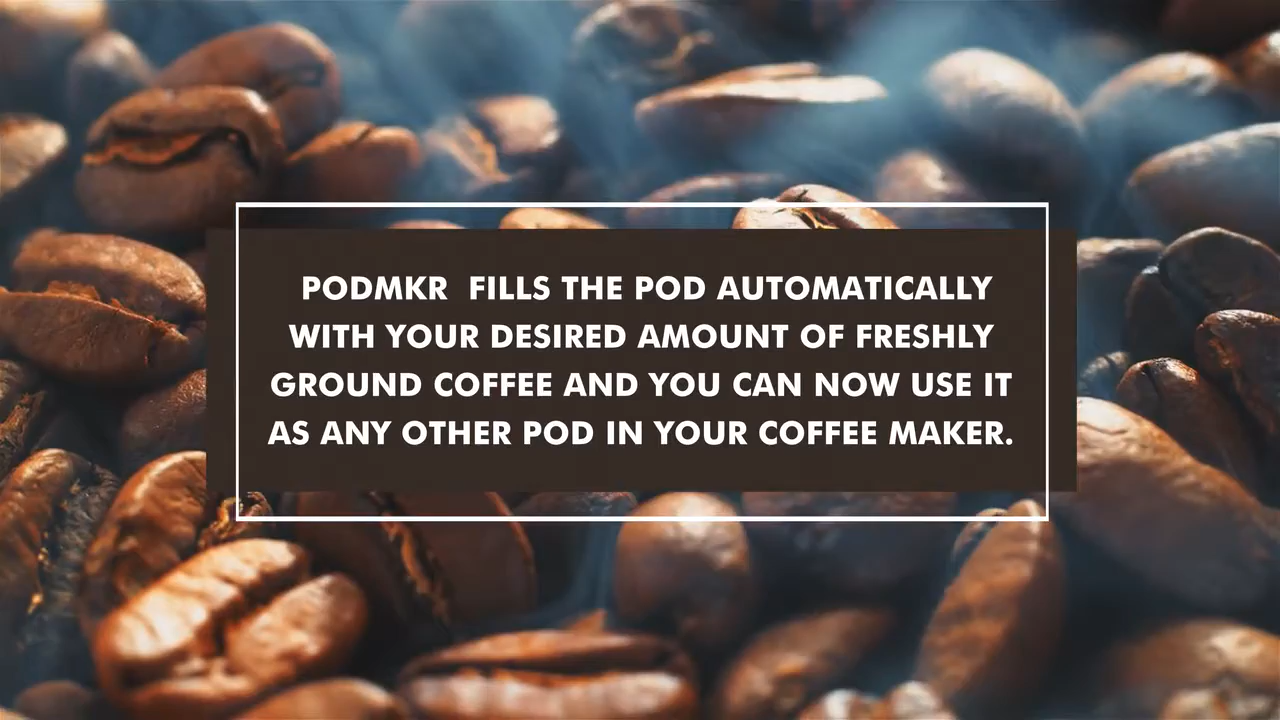 PODMKR  FILLS THE POD AUTOMATICALLY
WITH YOUR DESIRED AMOUNT OF FRESHLY
GROUND COFFEE AND YOU CAN NOW USE IT
AS ANY OTHER POD IN YOUR COFFEE MAKER.